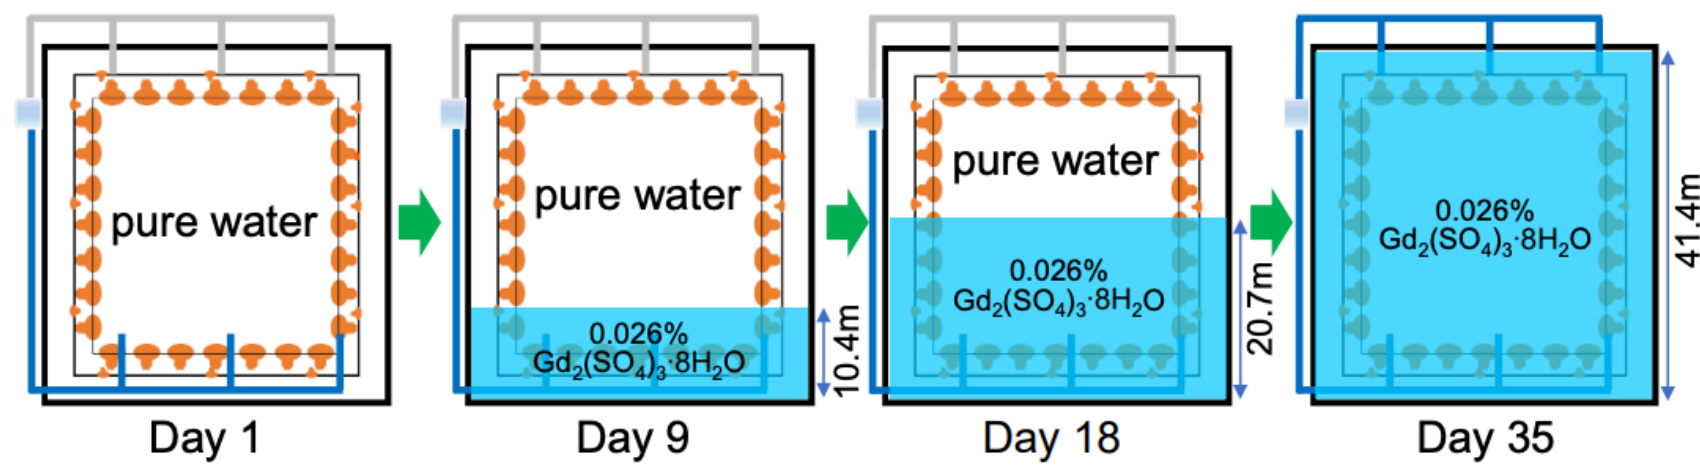 pure water
Day 1
pure water
0.026%
Gd₂(SO₄)₃·8H₂O
10.4m
Day 9
pure water
0.026%
Gd₂(SO₄)₃·8H₂O
20.7m
Day 18
0.026%
Gd₂(SO₄)₃·8H₂O
41.4m
Day 35